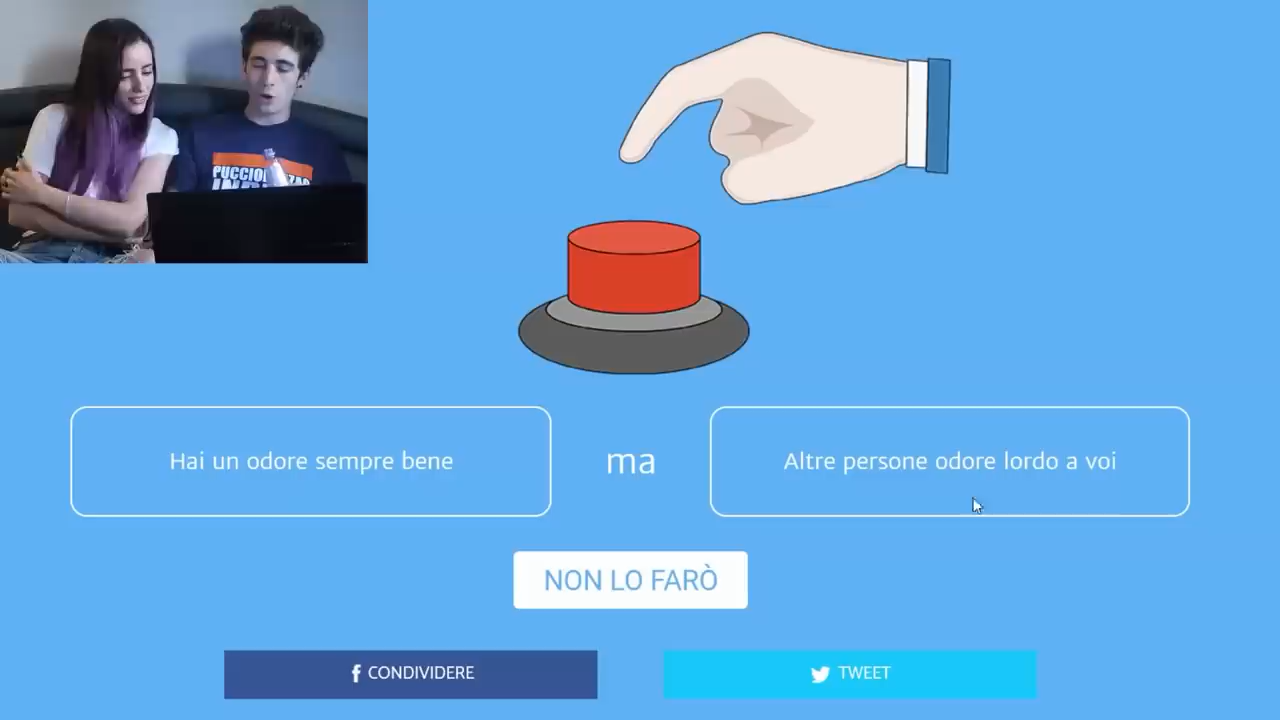 Hai un odore sempre bene
ma
Altre persone odore lordo a voi
NON LO FARÒ
CONDIVIDERE
TWEET